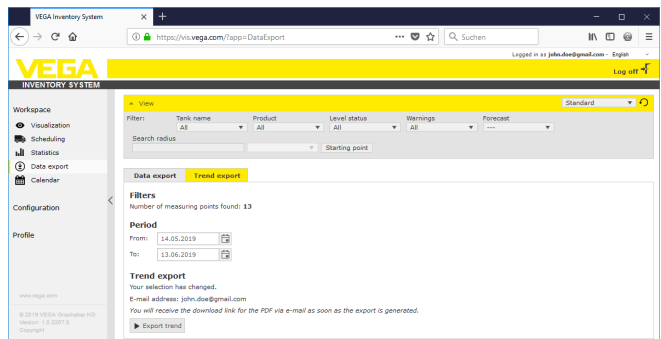 VEGA Inventory System
https://vis.vega.com/?app=DataExport
Suchen
Logged in as john.doe@gmail.com - English
VEGA
INVENTORY SYSTEM
Log off
Workspace
Visualization
Scheduling
Statistics
Data export
Calendar
Configuration
Profile
www.vega.com
© 2019 VEGA Grieshaber KG
Copyright
View
Standard
Filter: Tank name Product Level status Warnings Forecast
All All All All ---
Search radius
Starting point
Data export Trend export
Filters
Number of measuring points found: 13
Period
From: 14.05.2019
To: 13.06.2019
Trend export
Your selection has changed.
E-mail address: john.doe@gmail.com
You will receive the download link for the PDF via e-mail as soon as the export is generated.
Export trend